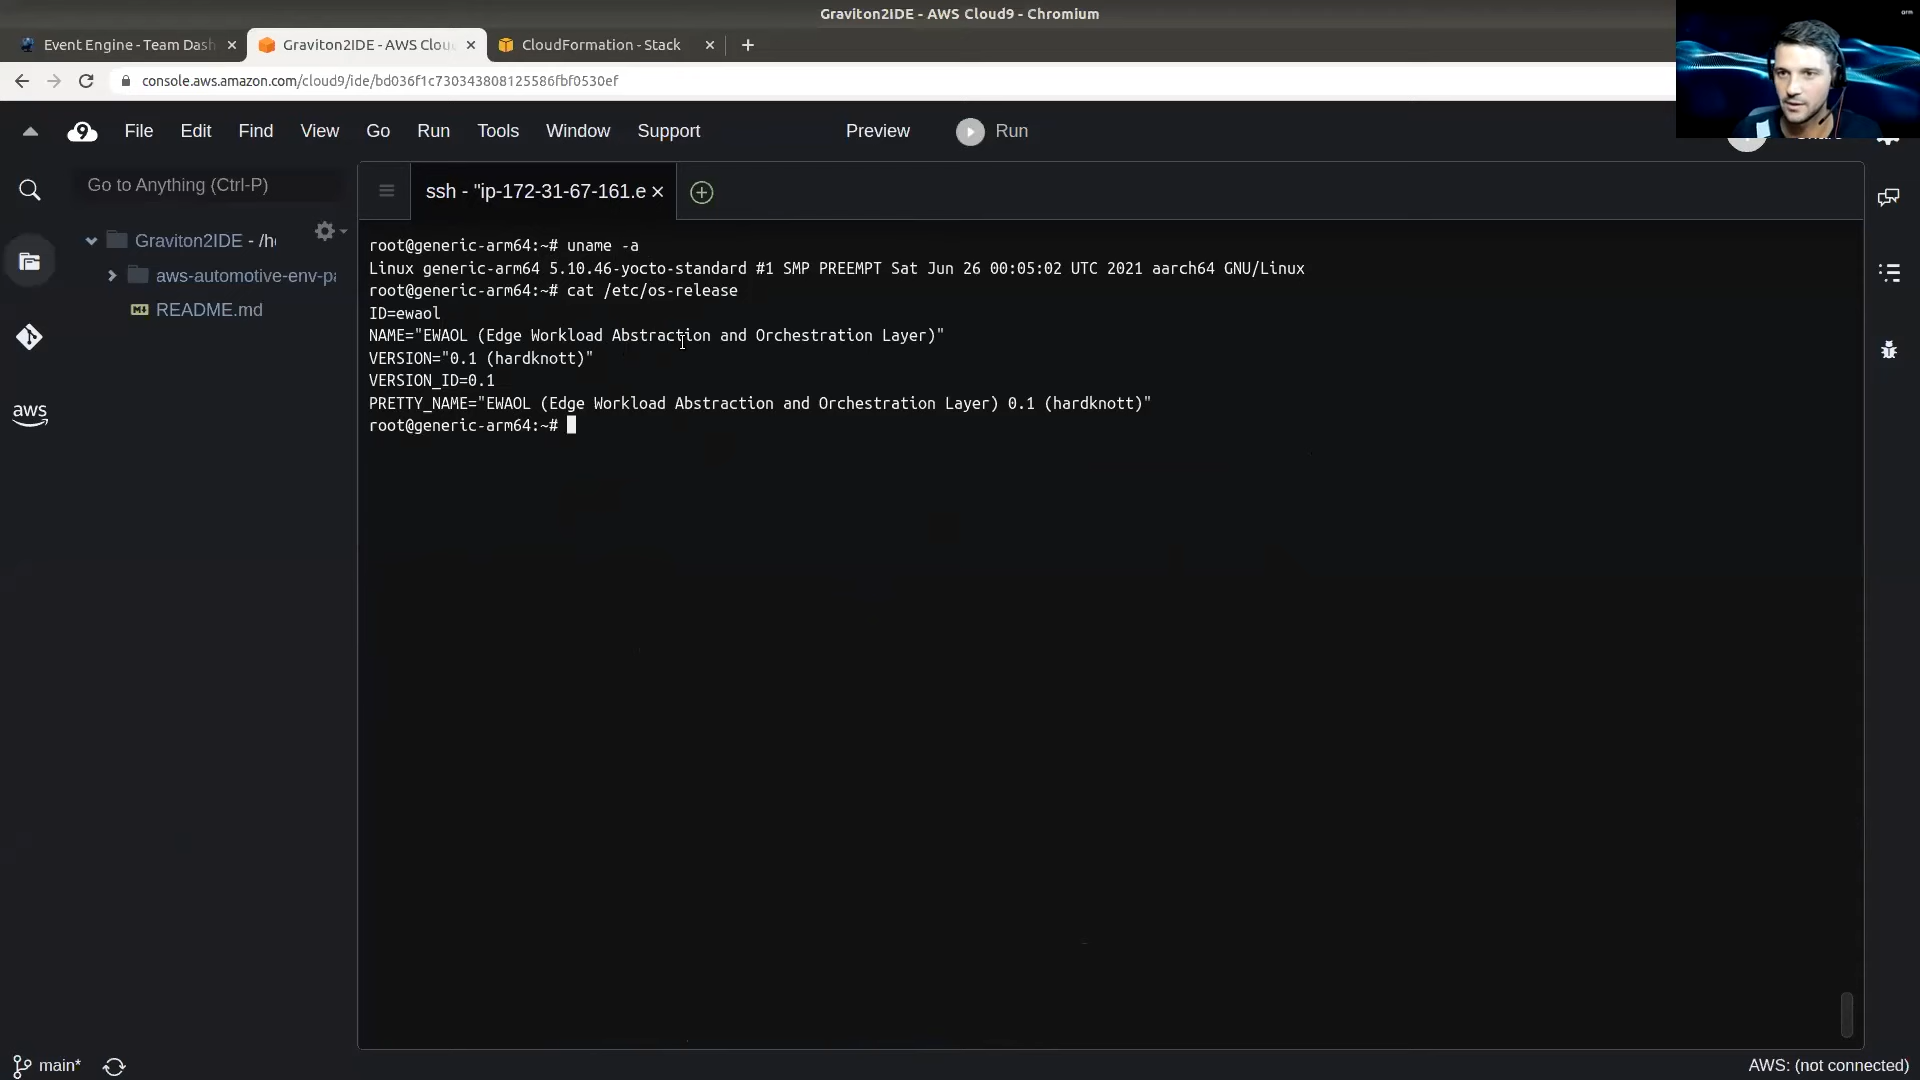 Graviton2IDE - AWS Cloud9 - Chromium
arm
Event Engine - Team Dash
Graviton2IDE - AWS Clou
CloudFormation - Stack
console.aws.amazon.com/cloud9/ide/bd036f1c730343808125586fbf0530ef
9 File Edit Find View Go Run Tools Window Support Preview Run
Go to Anything (Ctrl-P)
ssh - "ip-172-31-67-161.e
Graviton2IDE - /h
aws-automotive-env-pa
README.md
aws
root@generic-arm64:~# uname -a
Linux generic-arm64 5.10.46-yocto-standard #1 SMP PREEMPT Sat Jun 26 00:05:02 UTC 2021 aarch64 GNU/Linux
root@generic-arm64:~# cat /etc/os-release
ID=ewaol
NAME="EWAOL (Edge Workload Abstraction and Orchestration Layer)"
VERSION="0.1 (hardknott)"
VERSION_ID=0.1
PRETTY_NAME="EWAOL (Edge Workload Abstraction and Orchestration Layer) 0.1 (hardknott)"
root@generic-arm64:~#
main*
AWS: (not connected)